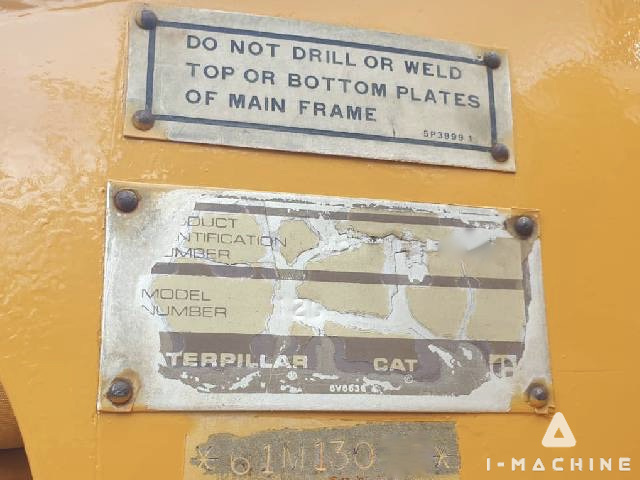 DO NOT DRILL OR WELD
TOP OR BOTTOM PLATES
OF MAIN FRAME
5P3999 1
DUCT
NTIFICATION
UMBER
MODEL
NUMBER
TERPILLAR CAT
* 61M130 *
I-MACHINE